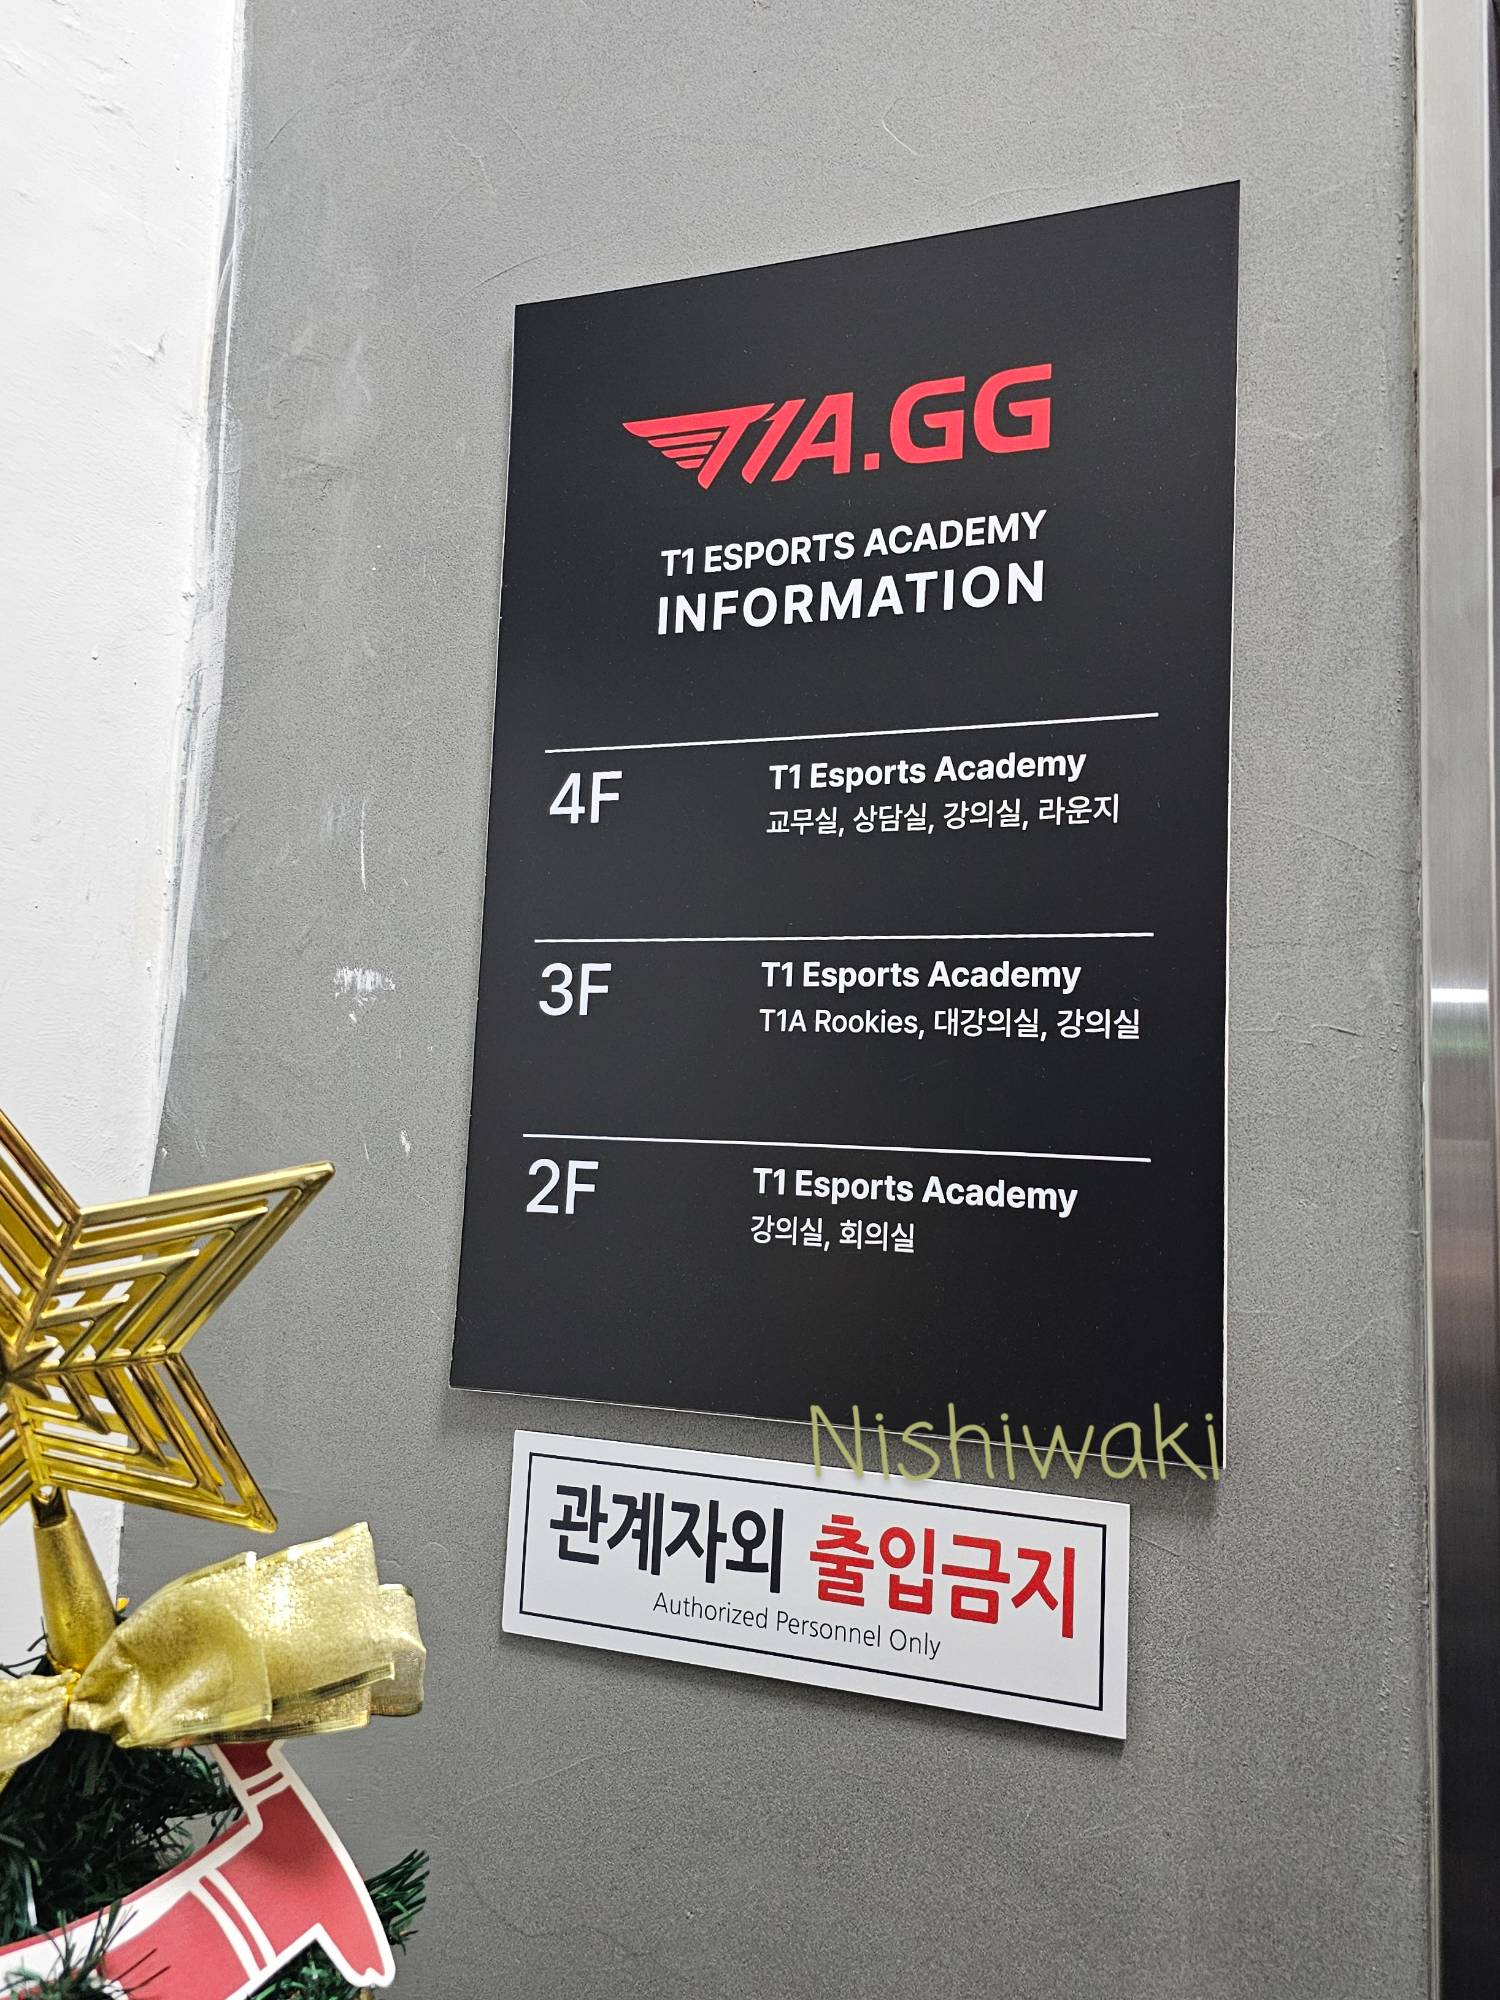 T1A.GG
T1 ESPORTS ACADEMY
INFORMATION
4F
T1 Esports Academy
교무실, 상담실, 강의실, 라운지
3F
T1 Esports Academy
T1A Rookies, 대강의실, 강의실
2F
T1 Esports Academy
강의실, 회의실
Nishiwaki
관계자외 출입금지
Authorized Personnel Only